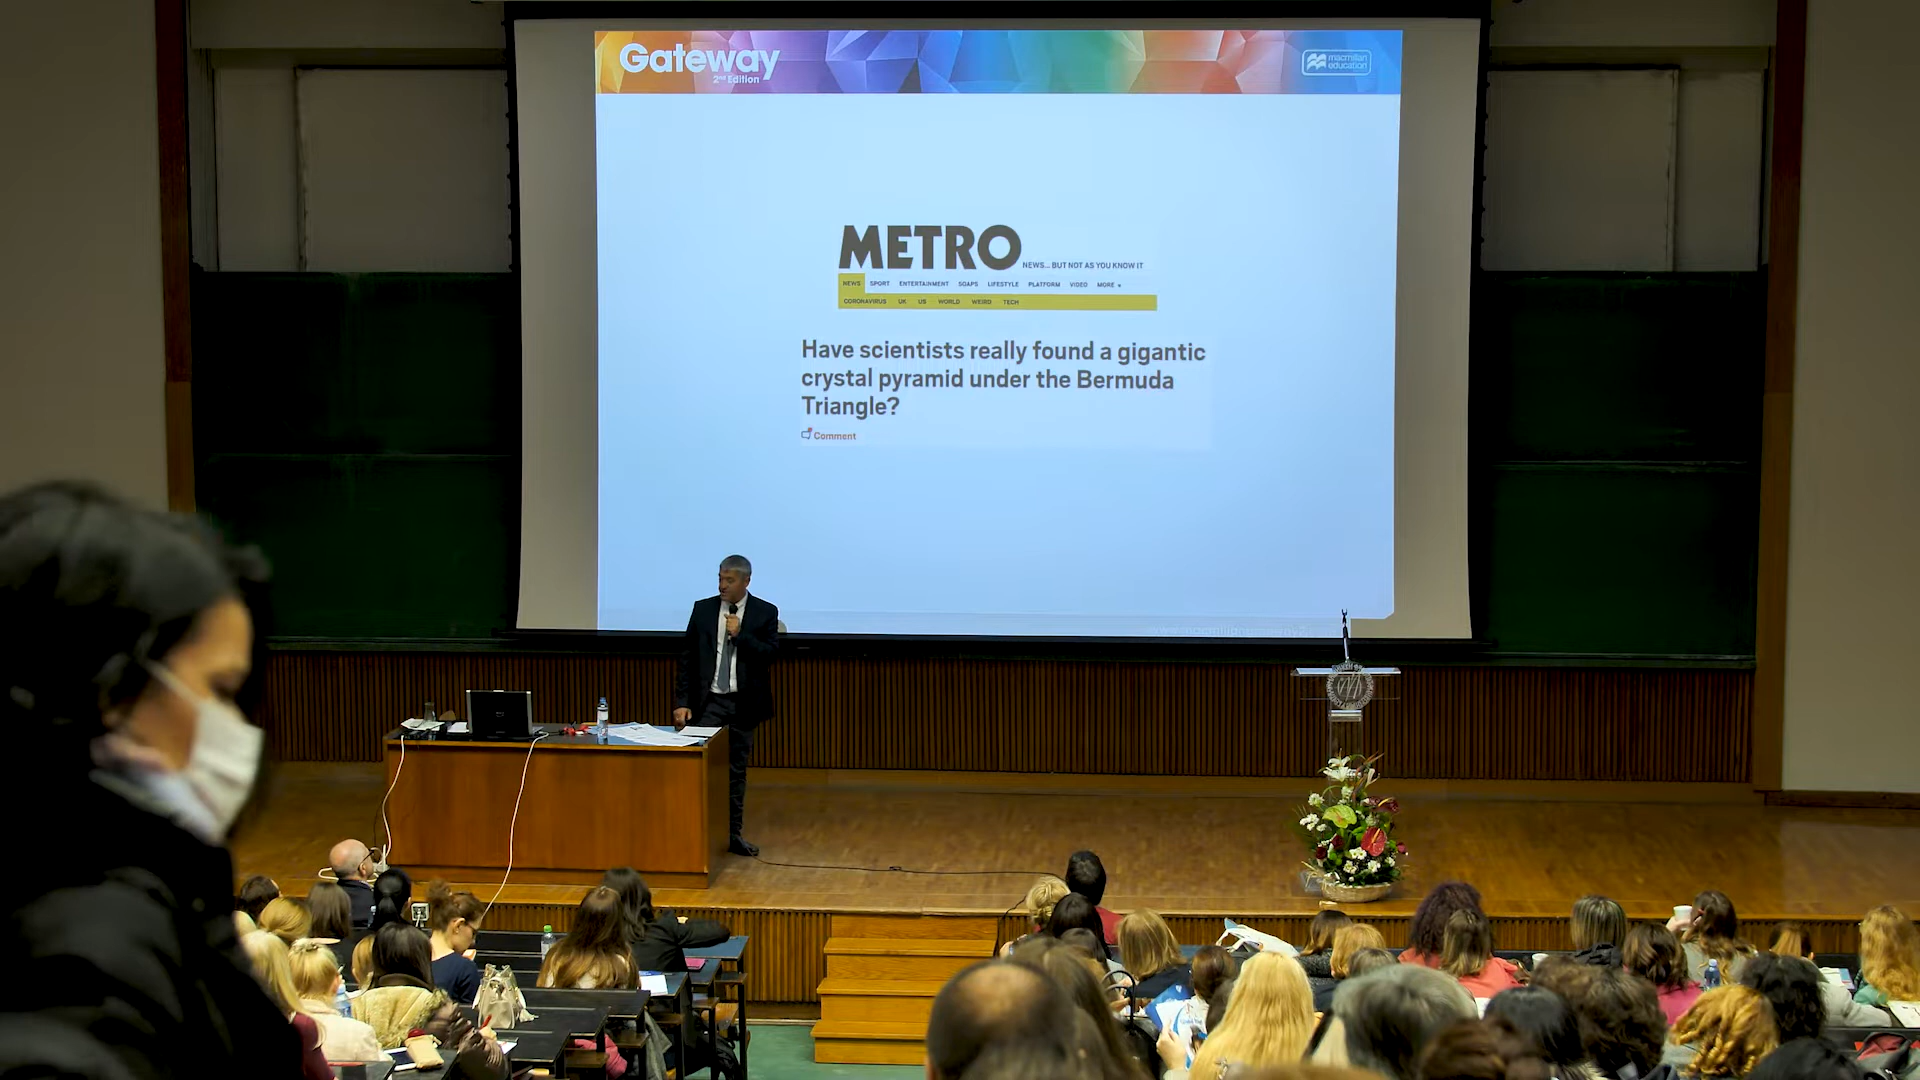 Gateway
2nd Edition
macmillan
education
METRO NEWS... BUT NOT AS YOU KNOW IT
NEWS SPORT ENTERTAINMENT SOAPS LIFESTYLE PLATFORM VIDEO MORE
CORONAVIRUS UK US WORLD WEIRD TECH
Have scientists really found a gigantic
crystal pyramid under the Bermuda
Triangle?
Comment